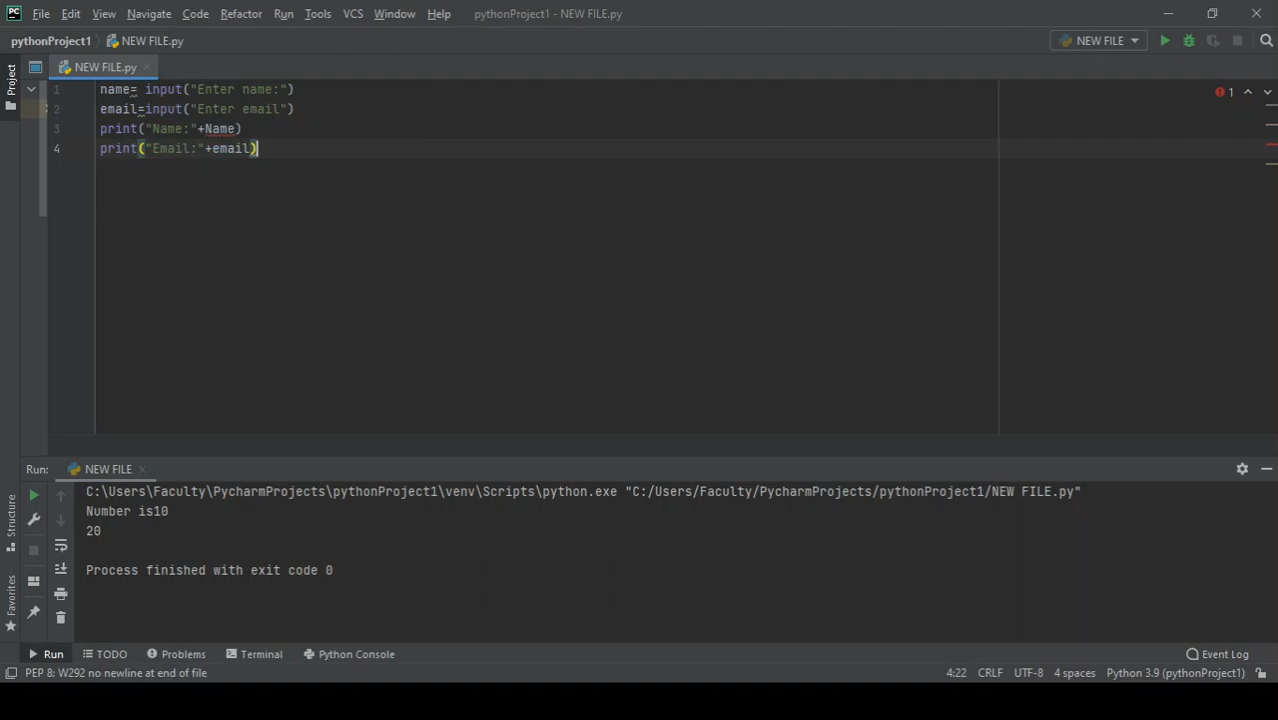 PC File Edit View Navigate Code Refactor Run Tools VCS Window Help pythonProject1 - NEW FILE.py
pythonProject1 NEW FILE.py NEW FILE
Project NEW FILE.py
1 name= input("Enter name:") 1
2 email=input("Enter email")
3 print("Name:"+Name)
4 print("Email:"+email)
Run: NEW FILE
C:\Users\Faculty\PycharmProjects\pythonProject1\venv\Scripts\python.exe "C:/Users/Faculty/PycharmProjects/pythonProject1/NEW FILE.py"
Number is10
20
Process finished with exit code 0
Structure
Favorites
Run TODO Problems Terminal Python Console Event Log
PEP 8: W292 no newline at end of file 4:22 CRLF UTF-8 4 spaces Python 3.9 (pythonProject1)